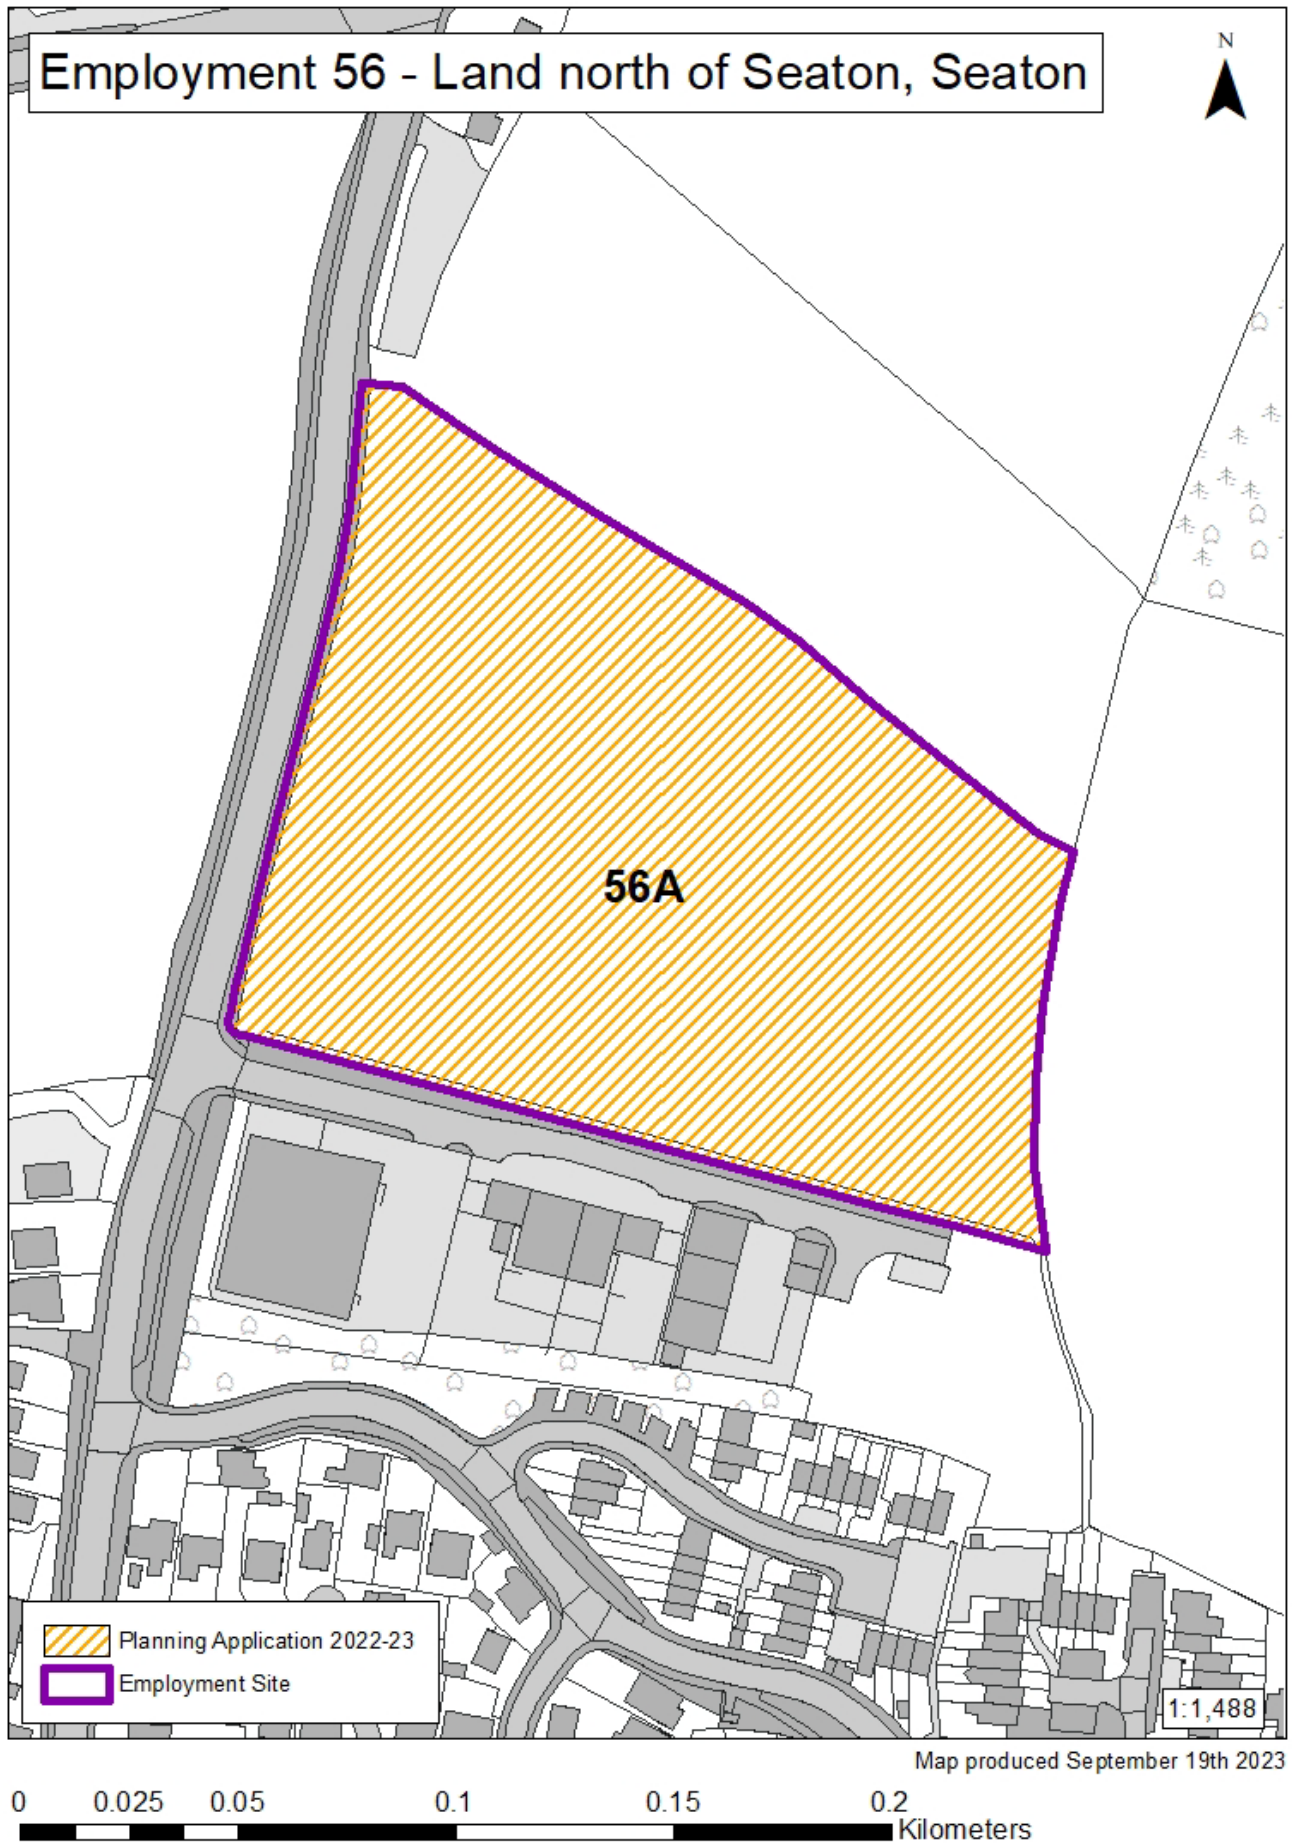 Employment 56 - Land north of Seaton, Seaton
N
56A
Planning Application 2022-23
Employment Site
1:1,488
Map produced September 19th 2023
0 0.025 0.05 0.1 0.15 0.2
Kilometers